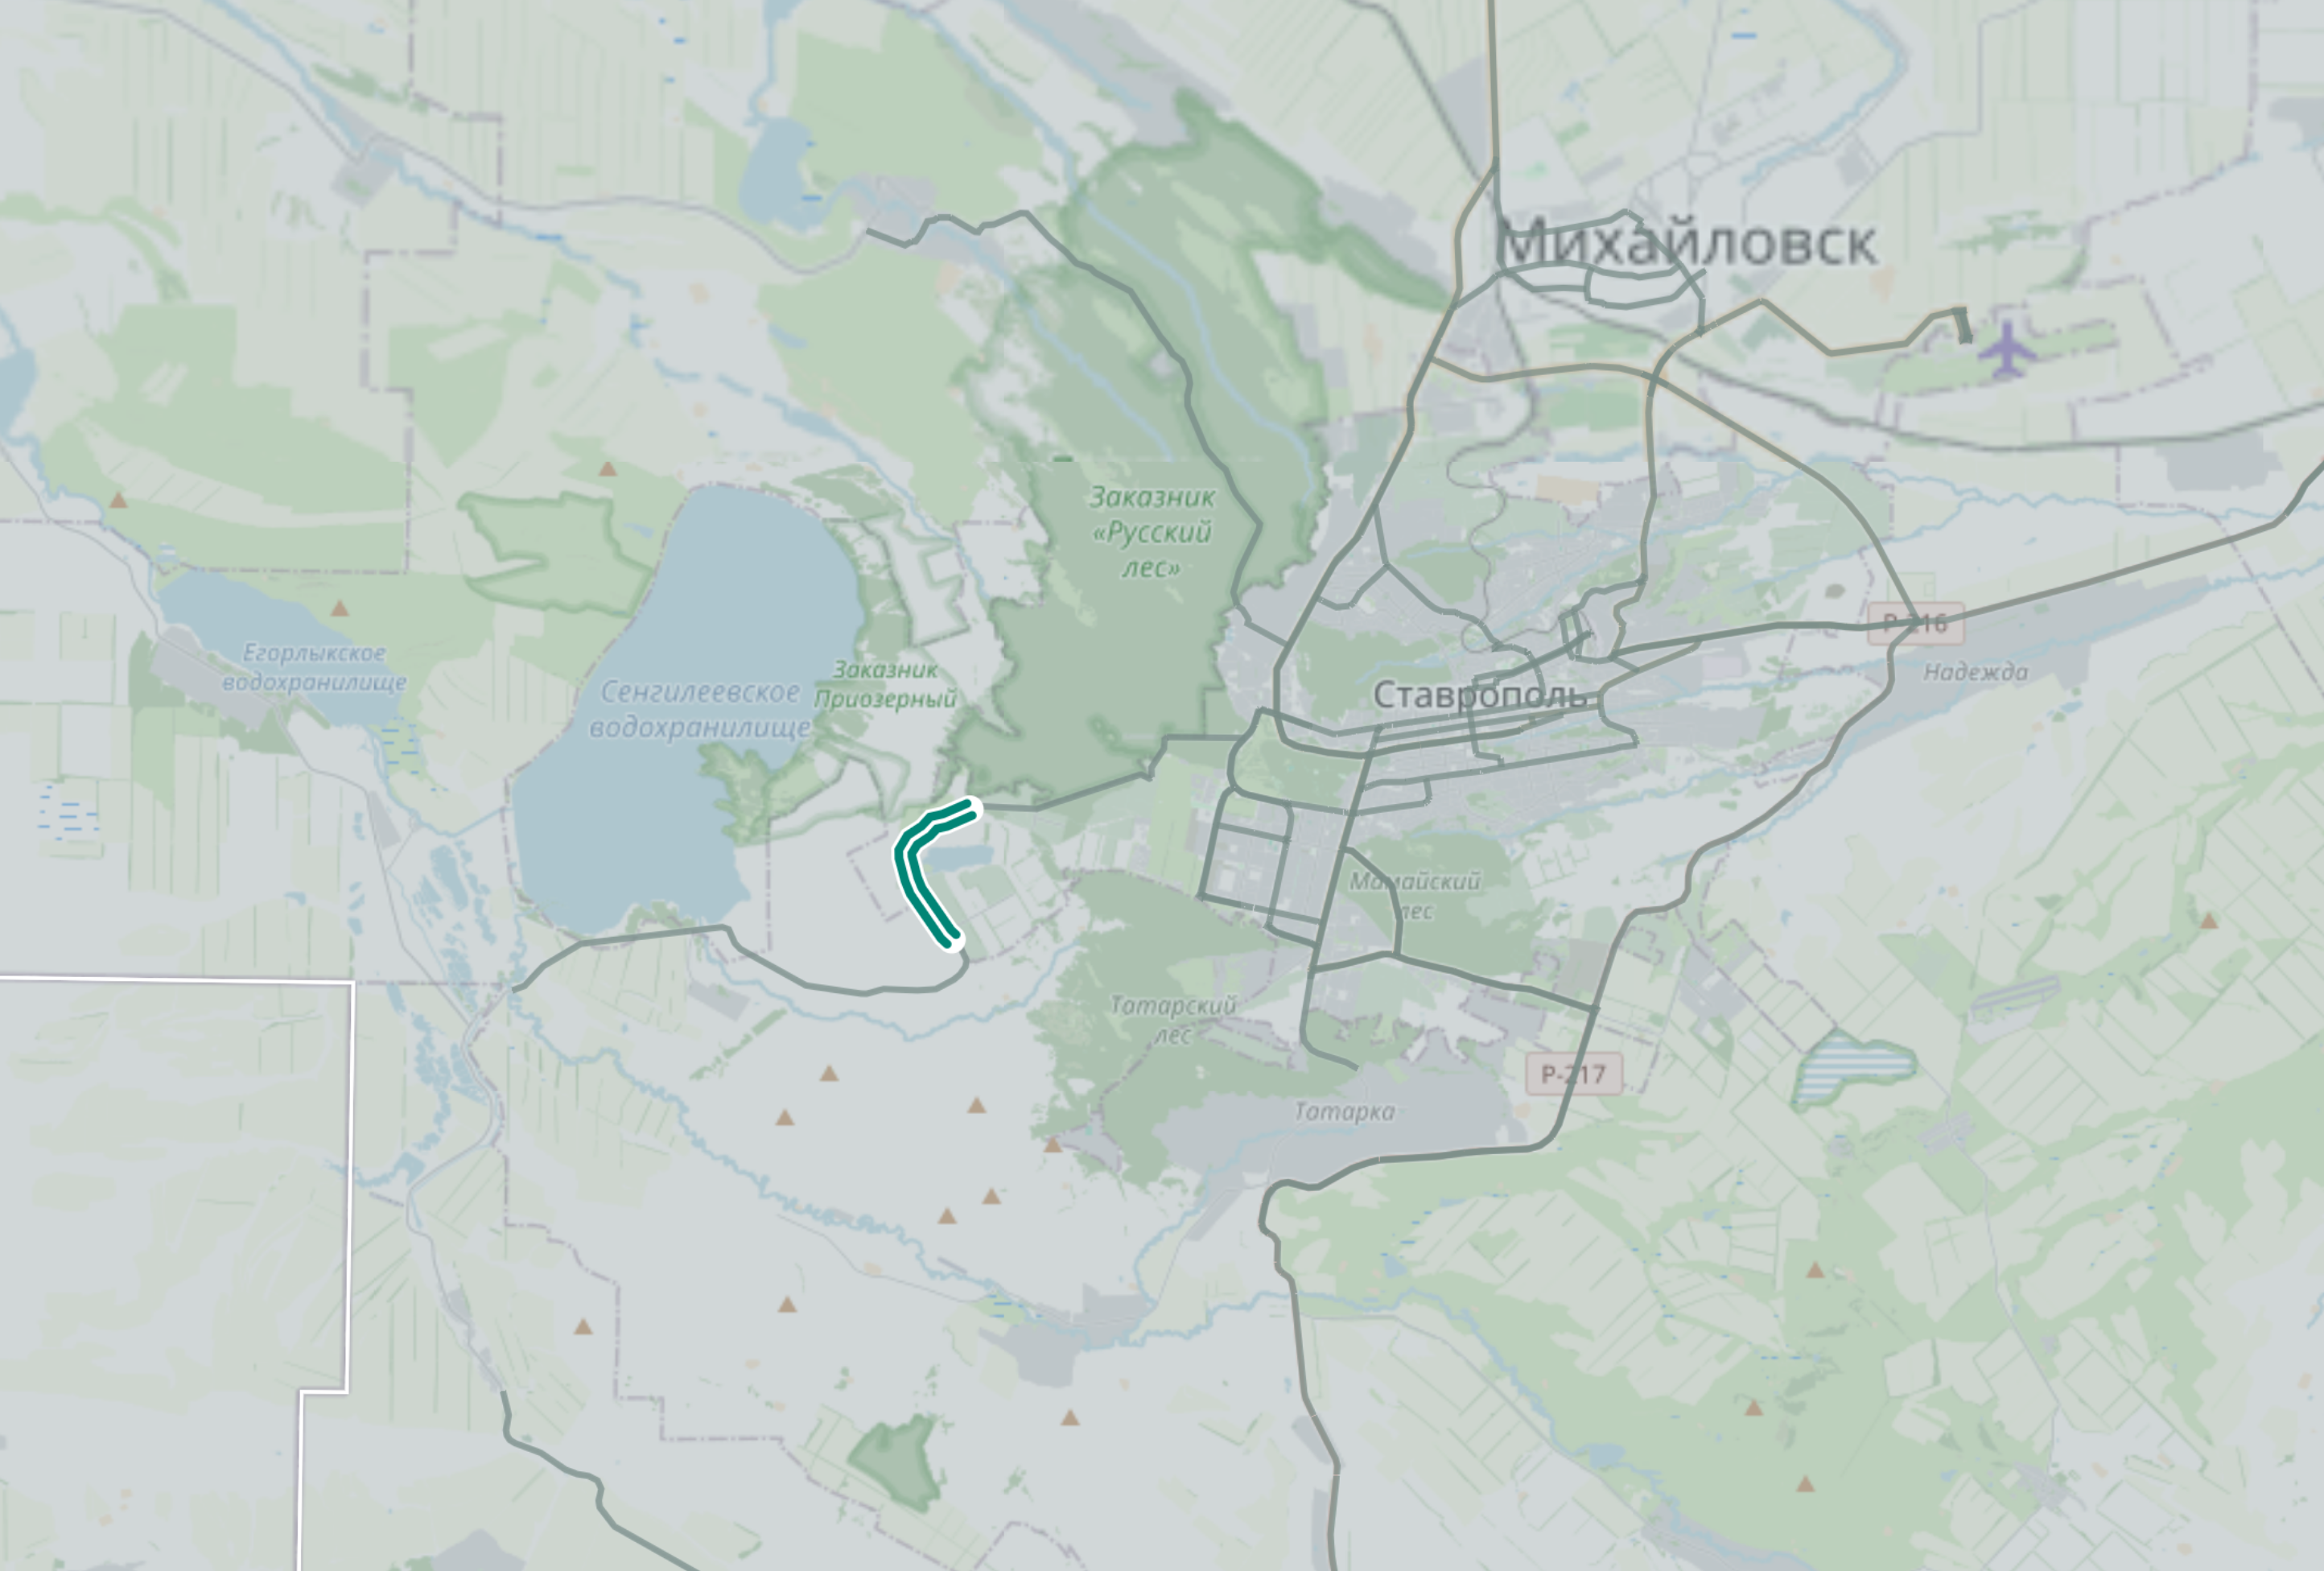 Михайловск
Заказник
«Русский
лес»
Р-216
Егорлыкское
водохранилище
Сенгилеевское
водохранилище
Заказник
Приозерный
Ставрополь
Надежда
Мамайский
лес
Татарский
лес
Р-217
Татарка